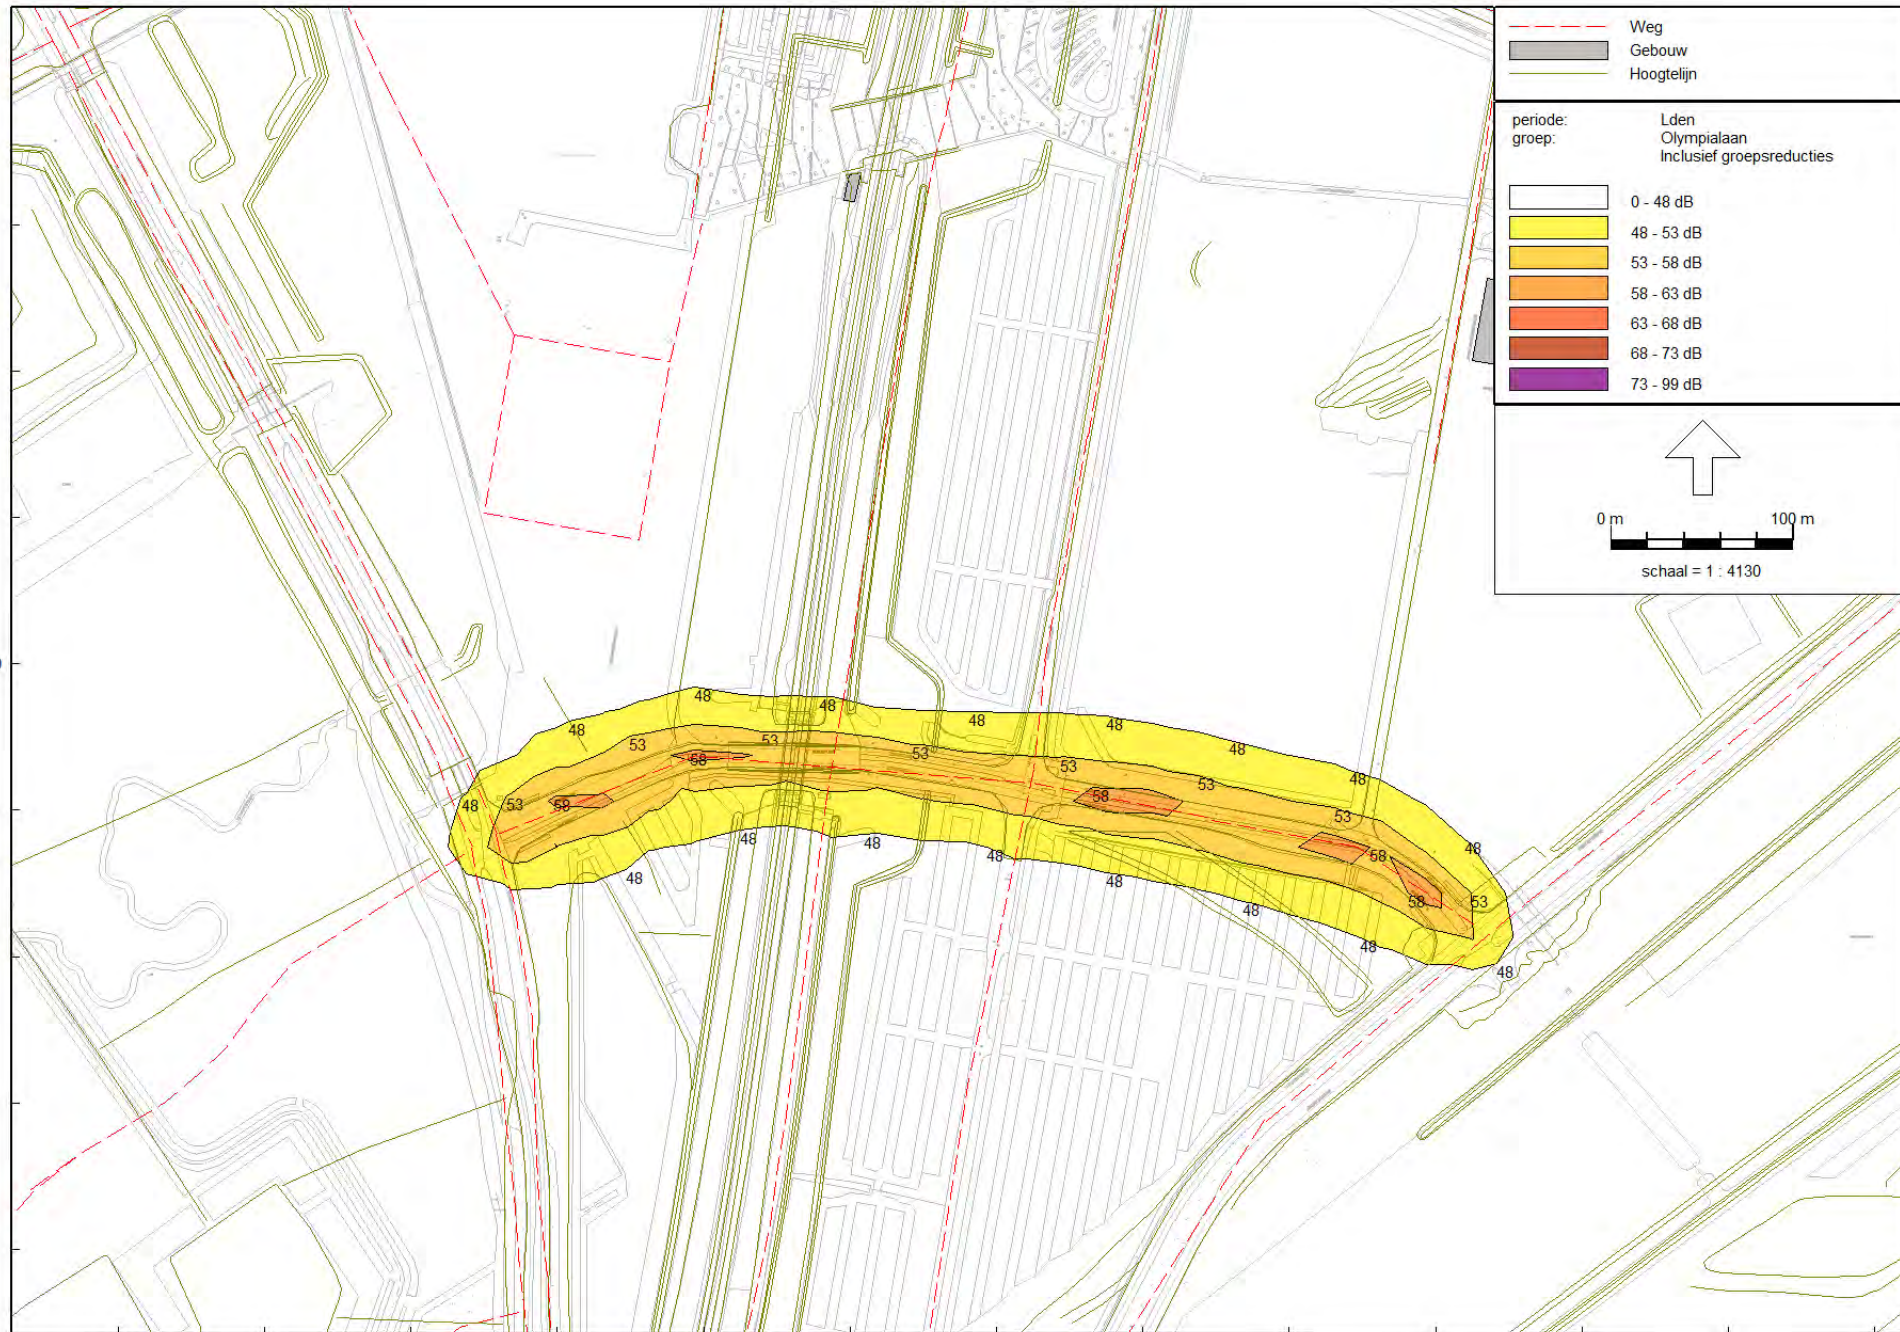 Weg
Gebouw
Hoogtelijn
periode: Lden
groep: Olympialaan
Inclusief groepsreducties
0 - 48 dB
48 - 53 dB
53 - 58 dB
58 - 63 dB
63 - 68 dB
68 - 73 dB
73 - 99 dB
0 m 100 m
schaal = 1 : 4130
48
48
48
48
48
48
48
48
48
53
53
53
53
53
53
53
53
58
58
58
58
58
48
48
48
48
48
48
48
48